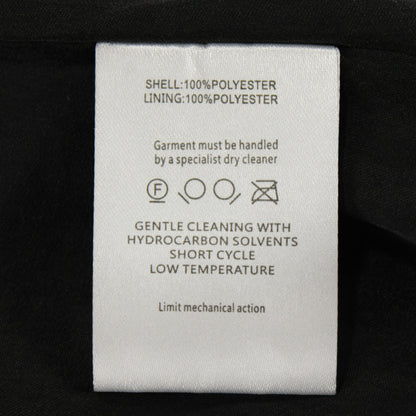 SHELL:100%POLYESTER
LINING:100%POLYESTER
Garment must be handled
by a specialist dry cleaner
F
GENTLE CLEANING WITH
HYDROCARBON SOLVENTS
SHORT CYCLE
LOW TEMPERATURE
Limit mechanical action